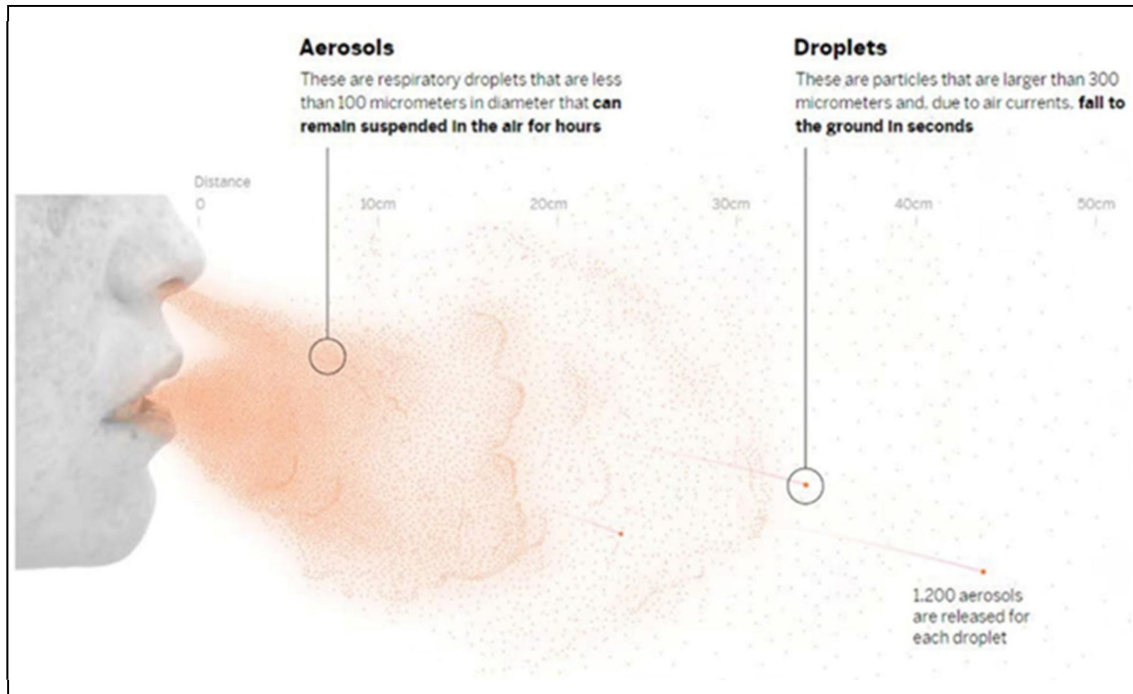 Aerosols
These are respiratory droplets that are less
than 100 micrometers in diameter that can
remain suspended in the air for hours
Droplets
These are particles that are larger than 300
micrometers and, due to air currents, fall to
the ground in seconds
Distance
0
10cm
20cm
30cm
40cm
50cm
1.200 aerosols
are released for
each droplet